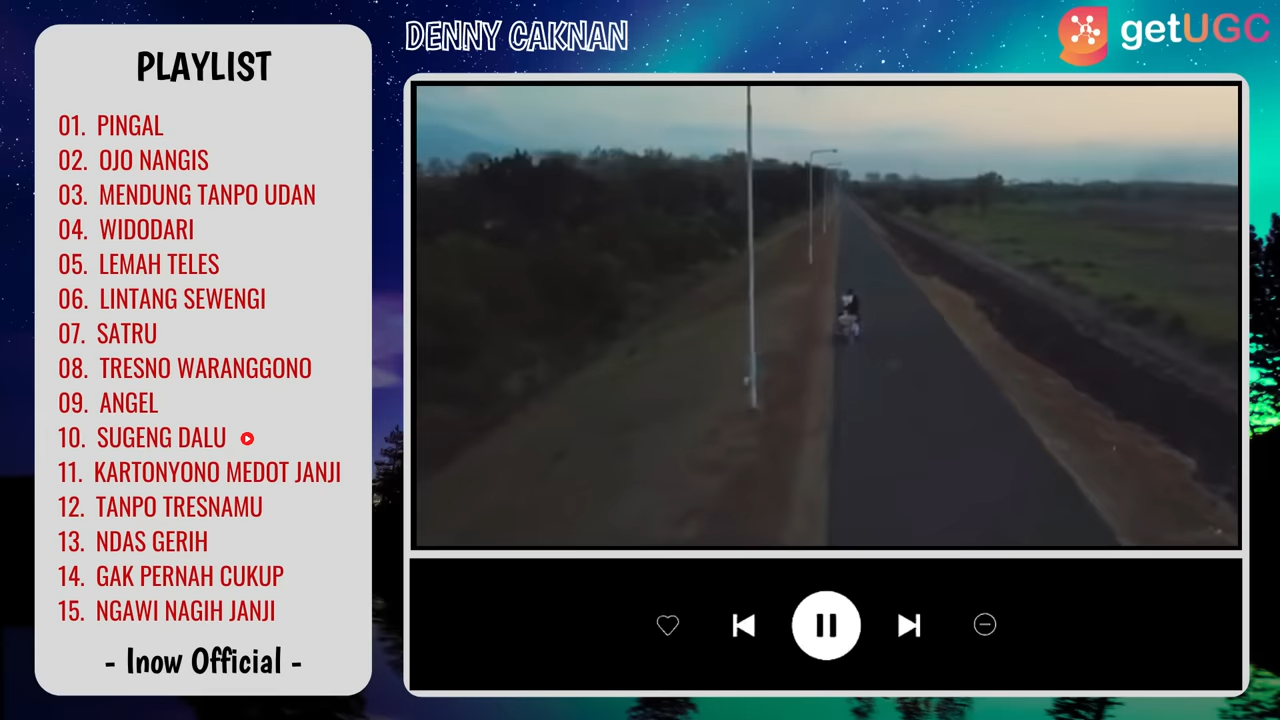 PLAYLIST
01. PINGAL
02. OJO NANGIS
03. MENDUNG TANPO UDAN
04. WIDODARI
05. LEMAH TELES
06. LINTANG SEWENGI
07. SATRU
08. TRESNO WARANGGONO
09. ANGEL
10. SUGENG DALU
11. KARTONYONO MEDOT JANJI
12. TANPO TRESNAMU
13. NDAS GERIH
14. GAK PERNAH CUKUP
15. NGAWI NAGIH JANJI
- Inow Official -
DENNY CAKNAN
getUGC